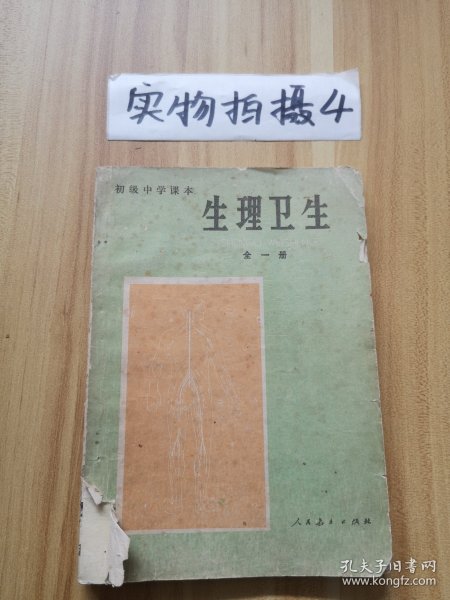 实物拍摄4
初级中学课本
生理卫生
全一册
人民教育出版社
孔夫子旧书网
www.kongfz.com